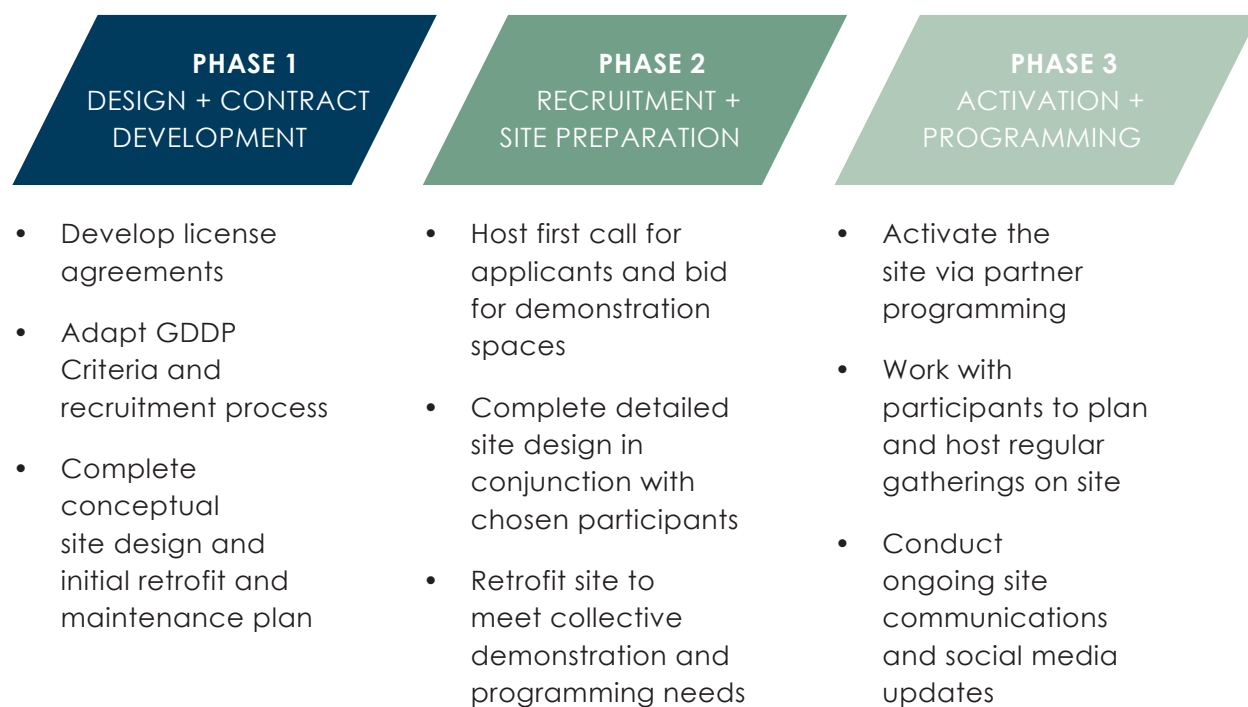 PHASE 1
DESIGN + CONTRACT
DEVELOPMENT
• Develop license
agreements
• Adapt GDDP
Criteria and
recruitment process
• Complete
conceptual
site design and
initial retrofit and
maintenance plan
PHASE 2
RECRUITMENT +
SITE PREPARATION
• Host first call for
applicants and bid
for demonstration
spaces
• Complete detailed
site design in
conjunction with
chosen participants
• Retrofit site to
meet collective
demonstration and
programming needs
PHASE 3
ACTIVATION +
PROGRAMMING
• Activate the
site via partner
programming
• Work with
participants to plan
and host regular
gatherings on site
• Conduct
ongoing site
communications
and social media
updates